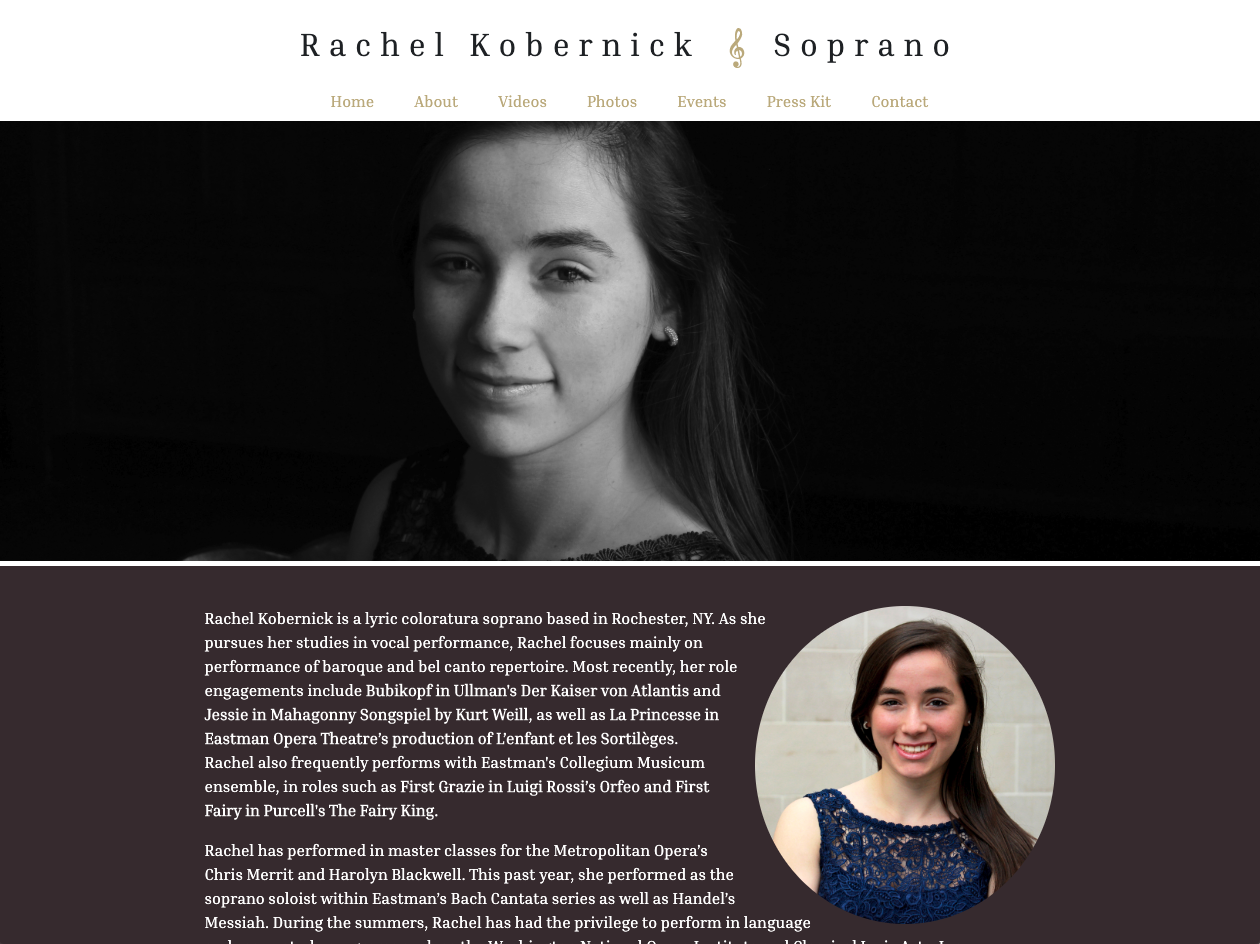 Rachel Kobernick Soprano
Home About Videos Photos Events Press Kit Contact
Rachel Kobernick is a lyric coloratura soprano based in Rochester, NY. As she
pursues her studies in vocal performance, Rachel focuses mainly on
performance of baroque and bel canto repertoire. Most recently, her role
engagements include Bubikopf in Ullman's Der Kaiser von Atlantis and
Jessie in Mahagonny Songspiel by Kurt Weill, as well as La Princesse in
Eastman Opera Theatre’s production of L’enfant et les Sortilèges.
Rachel also frequently performs with Eastman’s Collegium Musicum
ensemble, in roles such as First Grazie in Luigi Rossi’s Orfeo and First
Fairy in Purcell's The Fairy King.
Rachel has performed in master classes for the Metropolitan Opera’s
Chris Merrit and Harolyn Blackwell. This past year, she performed as the
soprano soloist within Eastman’s Bach Cantata series as well as Handel’s
Messiah. During the summers, Rachel has had the privilege to perform in language